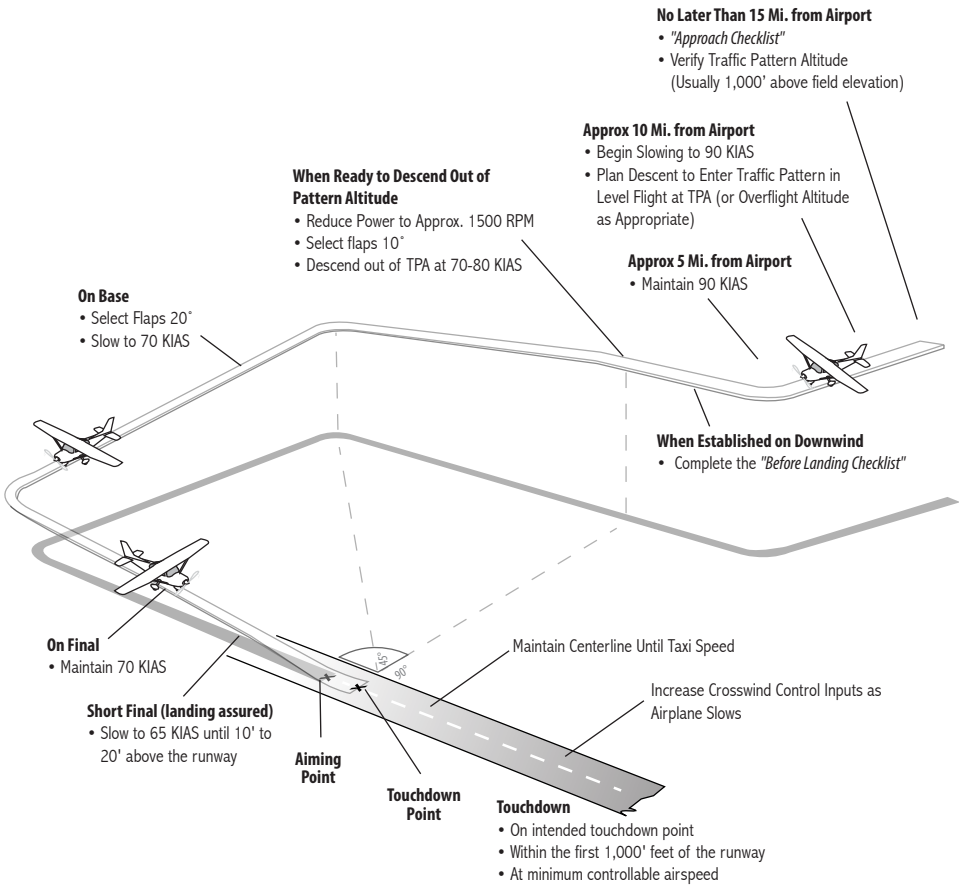 No Later Than 15 Mi. from Airport
• "Approach Checklist"
• Verify Traffic Pattern Altitude
(Usually 1,000' above field elevation)
Approx 10 Mi. from Airport
• Begin Slowing to 90 KIAS
• Plan Descent to Enter Traffic Pattern in
Level Flight at TPA (or Overflight Altitude
as Appropriate)
When Ready to Descend Out of
Pattern Altitude
• Reduce Power to Approx. 1500 RPM
• Select flaps 10°
• Descend out of TPA at 70-80 KIAS
Approx 5 Mi. from Airport
• Maintain 90 KIAS
On Base
• Select Flaps 20°
• Slow to 70 KIAS
When Established on Downwind
• Complete the "Before Landing Checklist"
On Final
• Maintain 70 KIAS
45°
90°
Maintain Centerline Until Taxi Speed
Increase Crosswind Control Inputs as
Airplane Slows
Short Final (landing assured)
• Slow to 65 KIAS until 10' to
20' above the runway
Aiming
Point
Touchdown
Point
Touchdown
• On intended touchdown point
• Within the first 1,000' feet of the runway
• At minimum controllable airspeed